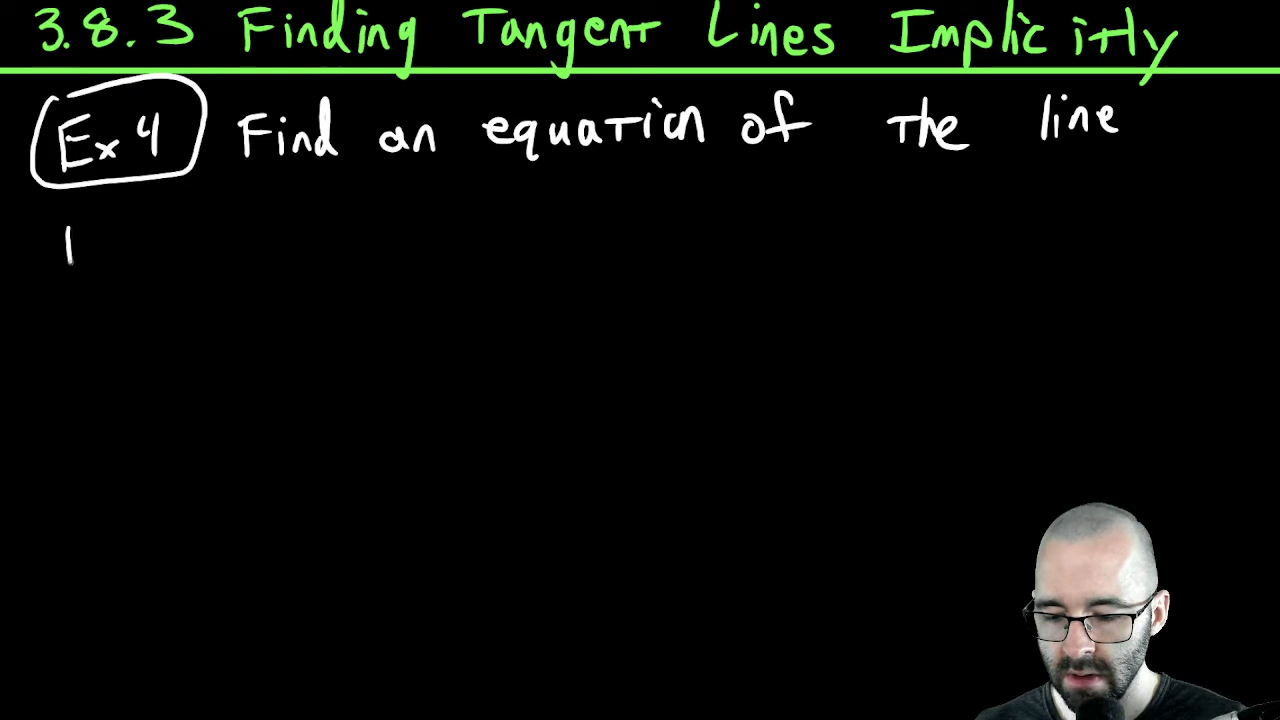 3.8.3 Finding Tangent Lines Implicitly
Ex 4 Find an equation of the line